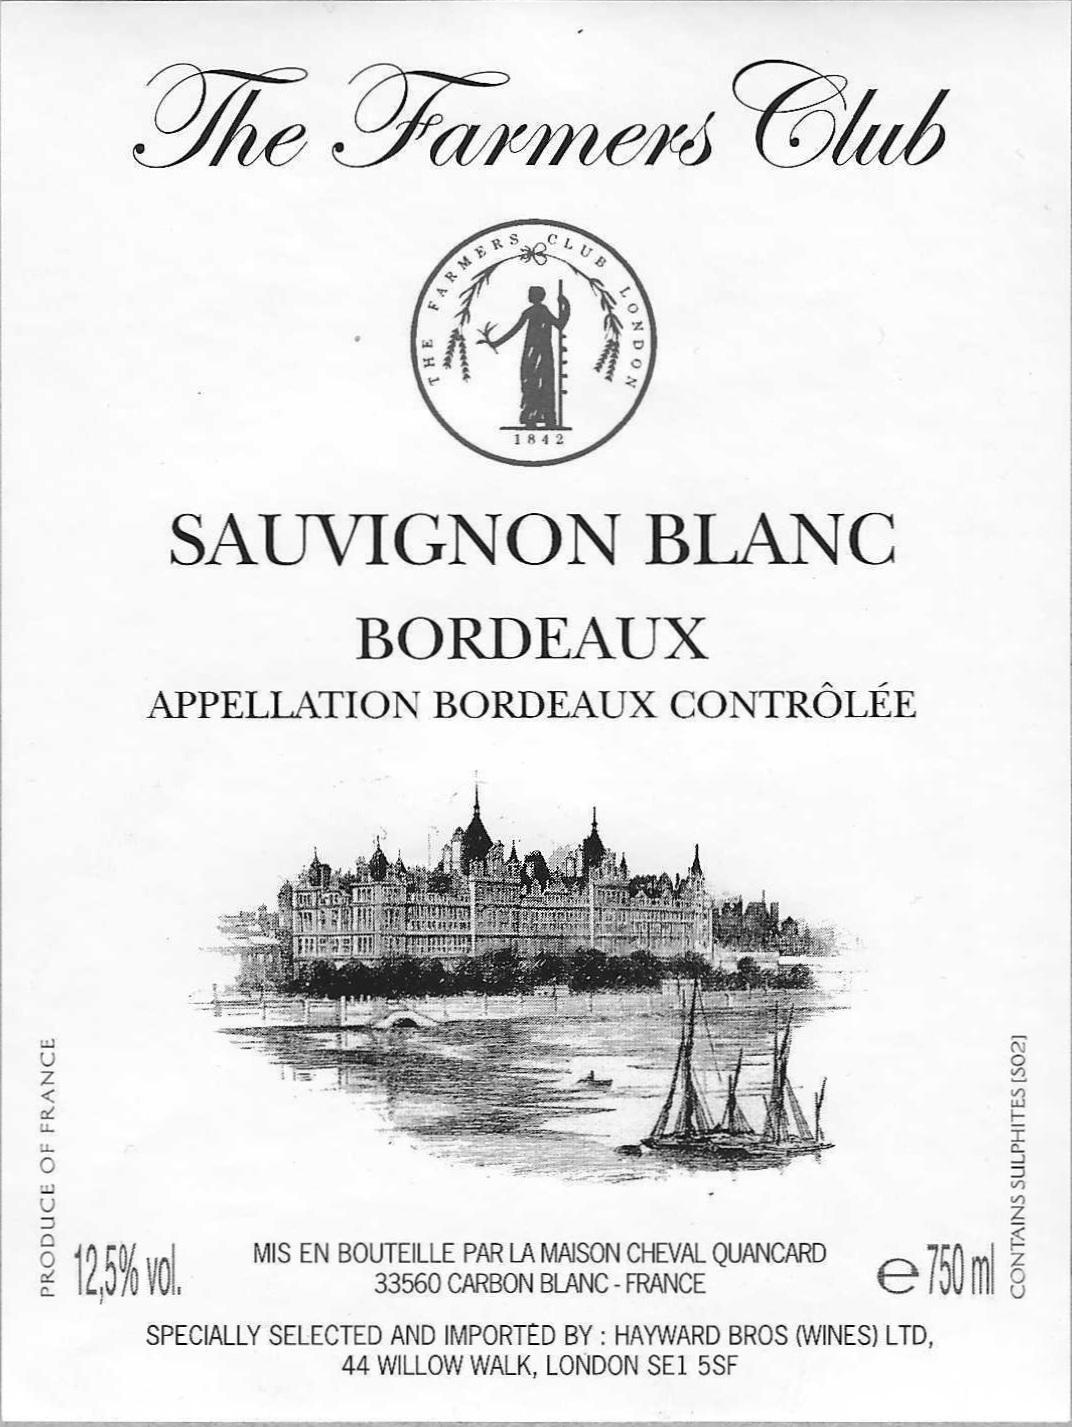 The Farmers Club
THE FARMERS CLUB LONDON
1842
SAUVIGNON BLANC
BORDEAUX
APPELLATION BORDEAUX CONTRÔLÉE
PRODUCE OF FRANCE
12,5% vol.
MIS EN BOUTEILLE PAR LA MAISON CHEVAL QUANCARD
33560 CARBON BLANC - FRANCE
e 750 ml
CONTAINS SULPHITES [SO2]
SPECIALLY SELECTED AND IMPORTED BY : HAYWARD BROS (WINES) LTD,
44 WILLOW WALK, LONDON SE1 5SF